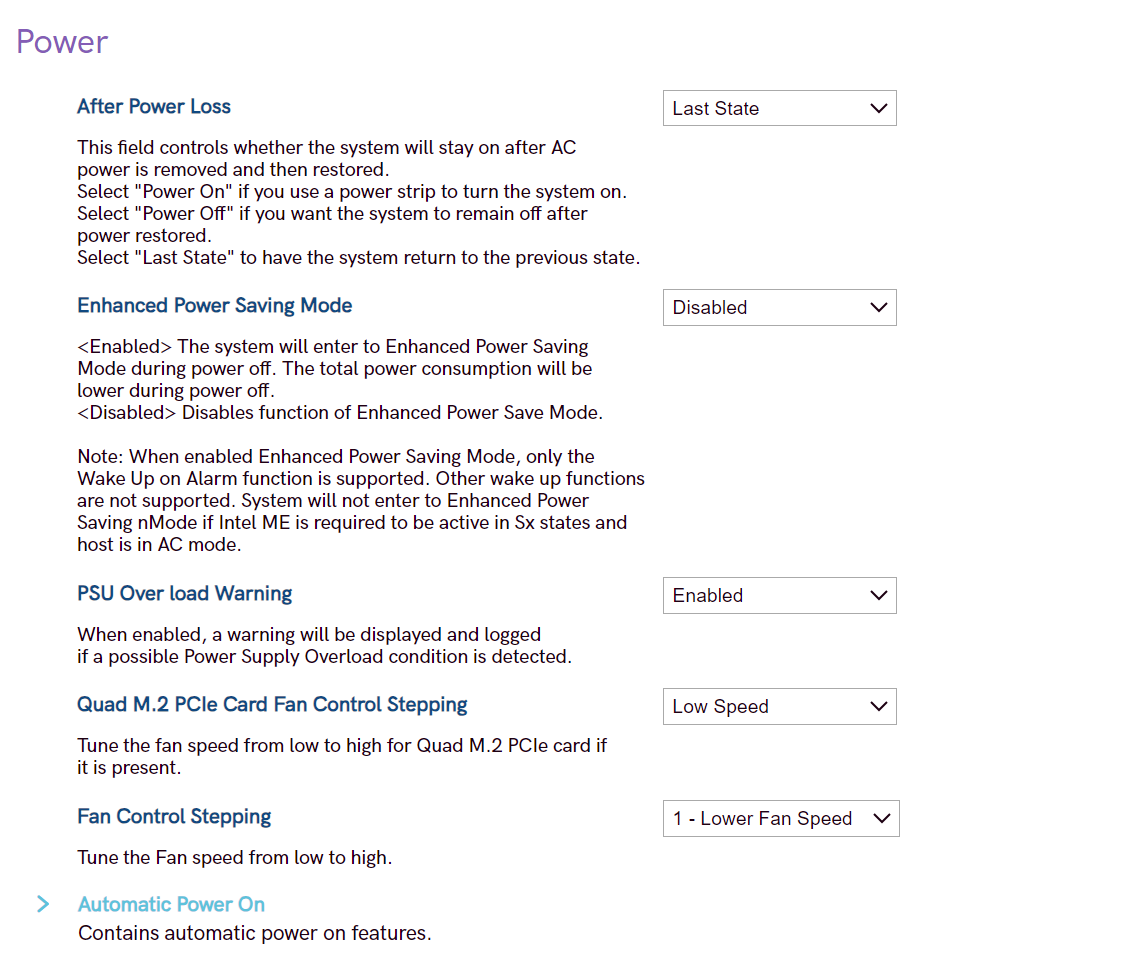 Power
After Power Loss
Last State
This field controls whether the system will stay on after AC
power is removed and then restored.
Select "Power On" if you use a power strip to turn the system on.
Select "Power Off" if you want the system to remain off after
power restored.
Select "Last State" to have the system return to the previous state.
Enhanced Power Saving Mode
Disabled
<Enabled> The system will enter to Enhanced Power Saving
Mode during power off. The total power consumption will be
lower during power off.
<Disabled> Disables function of Enhanced Power Save Mode.
Note: When enabled Enhanced Power Saving Mode, only the
Wake Up on Alarm function is supported. Other wake up functions
are not supported. System will not enter to Enhanced Power
Saving nMode if Intel ME is required to be active in Sx states and
host is in AC mode.
PSU Over load Warning
Enabled
When enabled, a warning will be displayed and logged
if a possible Power Supply Overload condition is detected.
Quad M.2 PCIe Card Fan Control Stepping
Low Speed
Tune the fan speed from low to high for Quad M.2 PCIe card if
it is present.
Fan Control Stepping
1 - Lower Fan Speed
Tune the Fan speed from low to high.
Automatic Power On
Contains automatic power on features.